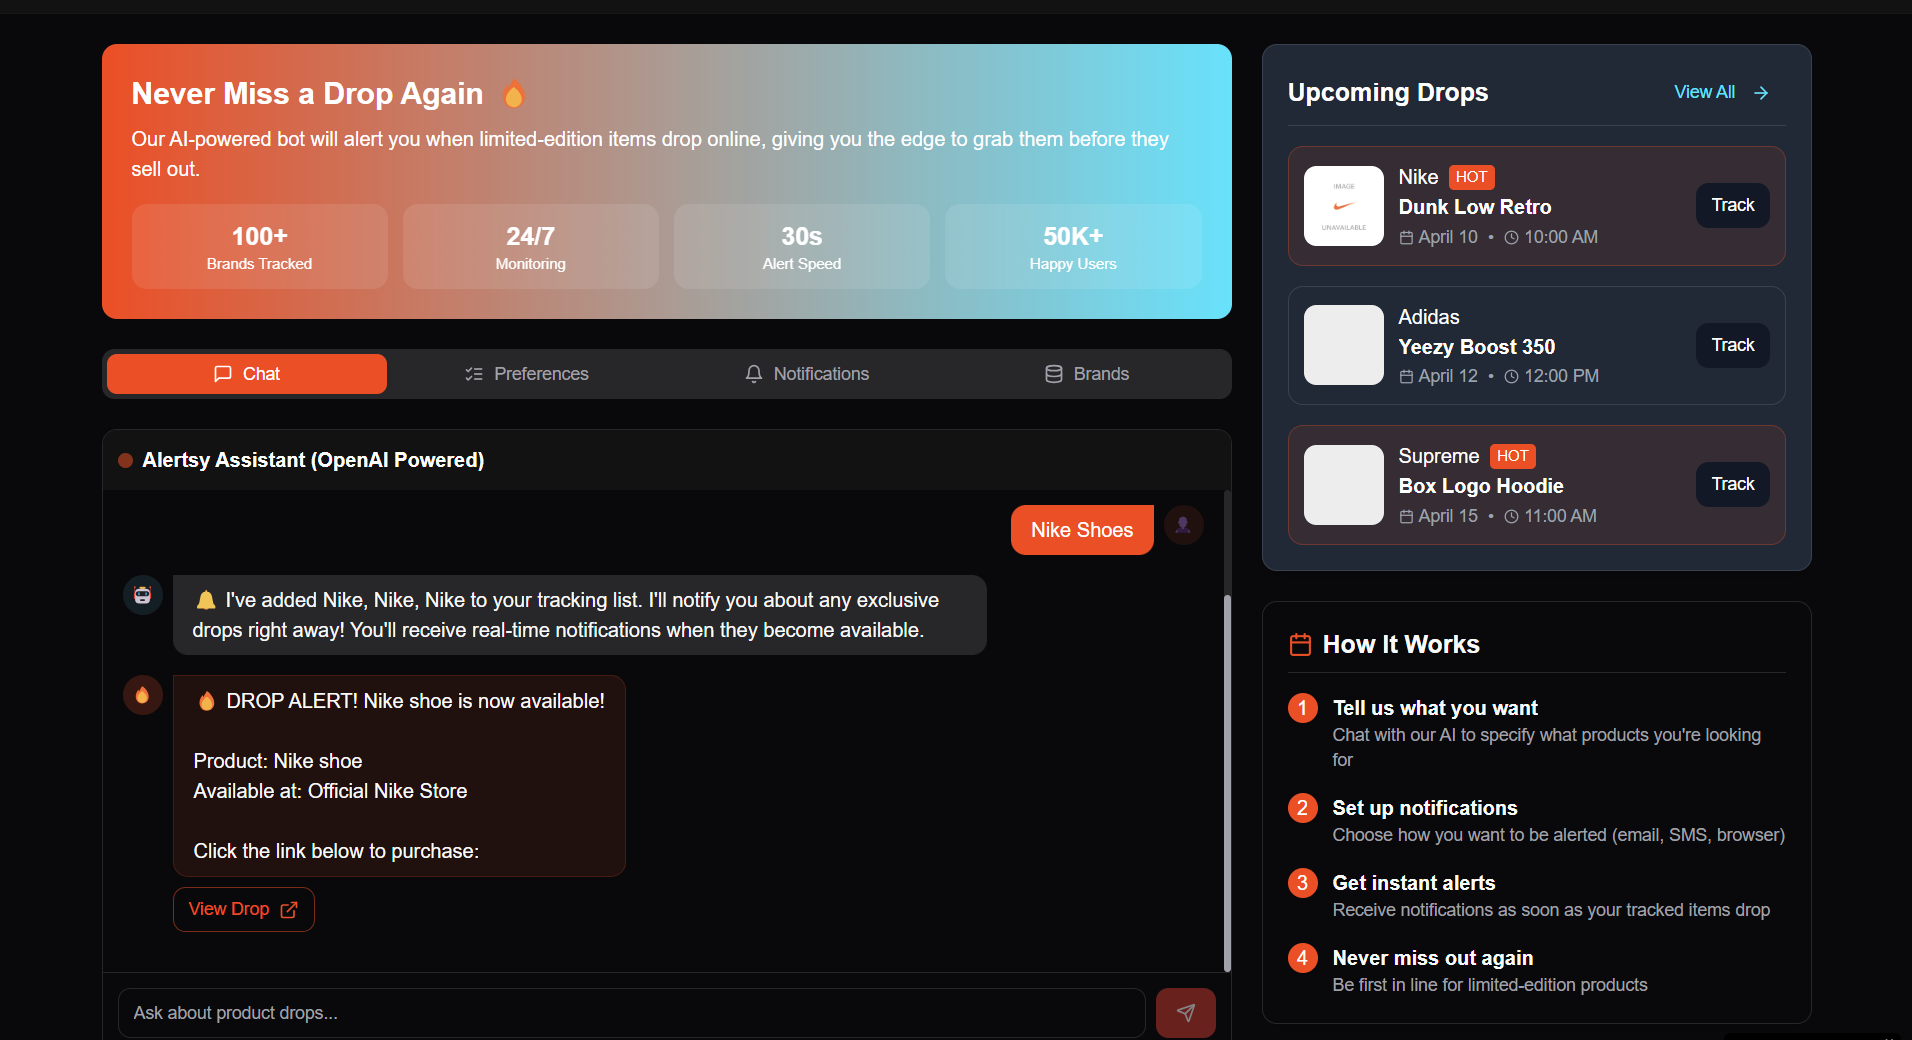 Never Miss a Drop Again
Our AI-powered bot will alert you when limited-edition items drop online, giving you the edge to grab them before they
sell out.
100+
Brands Tracked
24/7
Monitoring
30s
Alert Speed
50K+
Happy Users
Chat
Preferences
Notifications
Brands
Alertsy Assistant (OpenAI Powered)
Nike Shoes
I've added Nike, Nike, Nike to your tracking list. I'll notify you about any exclusive
drops right away! You'll receive real-time notifications when they become available.
DROP ALERT! Nike shoe is now available!
Product: Nike shoe
Available at: Official Nike Store
Click the link below to purchase:
View Drop
Ask about product drops...
Upcoming Drops
View All
IMAGE
UNAVAILABLE
Nike HOT
Dunk Low Retro
April 10 • 10:00 AM
Track
Adidas
Yeezy Boost 350
April 12 • 12:00 PM
Track
Supreme HOT
Box Logo Hoodie
April 15 • 11:00 AM
Track
How It Works
1 Tell us what you want
Chat with our AI to specify what products you're looking
for
2 Set up notifications
Choose how you want to be alerted (email, SMS, browser)
3 Get instant alerts
Receive notifications as soon as your tracked items drop
4 Never miss out again
Be first in line for limited-edition products